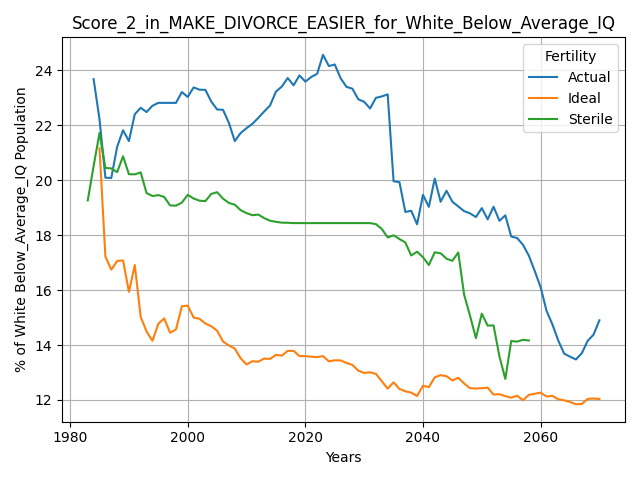 Score_2_in_MAKE_DIVORCE_EASIER_for_White_Below_Average_IQ
Fertility
Actual
Ideal
Sterile
% of White Below_Average_IQ Population
24
22
20
18
16
14
12
1980
2000
2020
2040
2060
Years